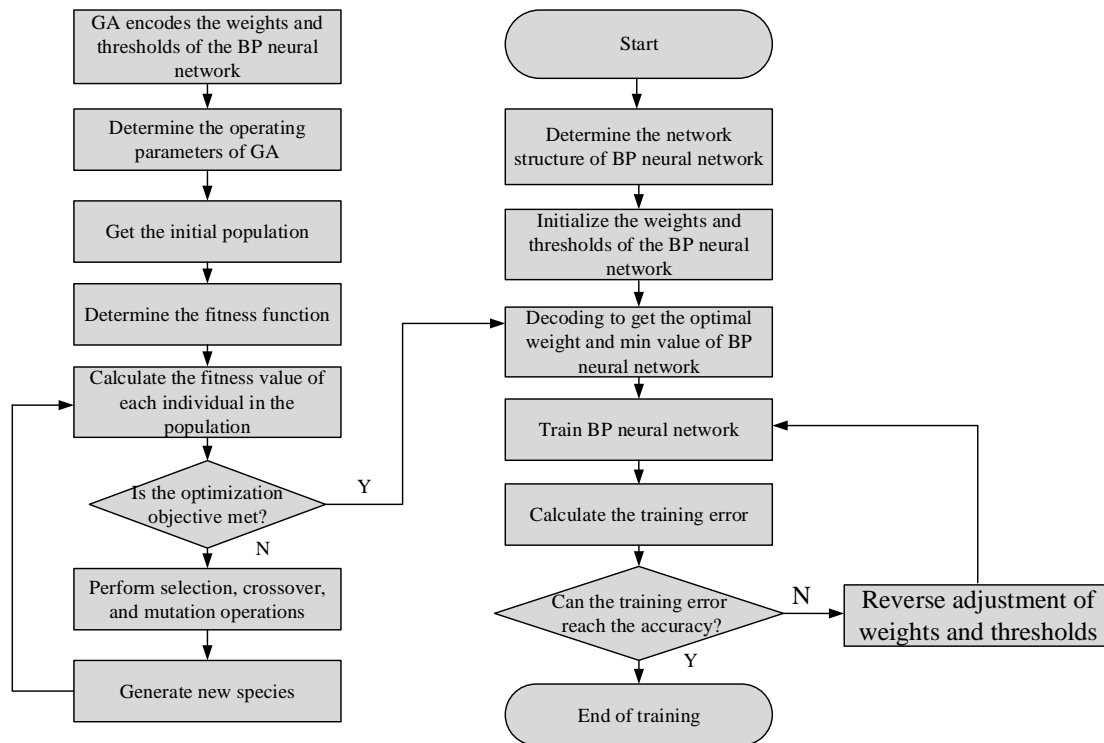 GA encodes the weights and
thresholds of the BP neural
network
Determine the operating
parameters of GA
Get the initial population
Determine the fitness function
Calculate the fitness value of
each individual in the
population
Is the optimization
objective met?
Y
N
Perform selection, crossover,
and mutation operations
Generate new species
Start
Determine the network
structure of BP neural network
Initialize the weights and
thresholds of the BP neural
network
Decoding to get the optimal
weight and min value of BP
neural network
Train BP neural network
Calculate the training error
Can the training error
reach the accuracy?
N
Y
Reverse adjustment of
weights and thresholds
End of training